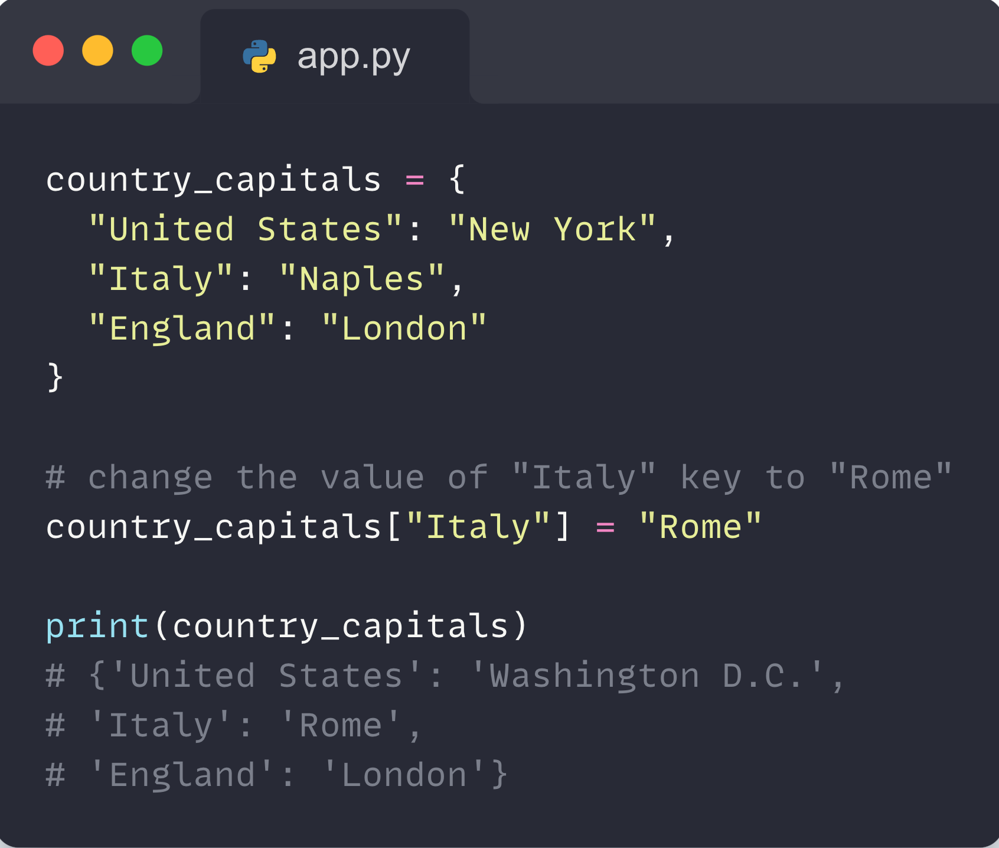 app.py
country_capitals = {
  "United States": "New York",
  "Italy": "Naples",
  "England": "London"
}
# change the value of "Italy" key to "Rome"
country_capitals["Italy"] = "Rome"
print(country_capitals)
# {'United States': 'Washington D.C.',
# 'Italy': 'Rome',
# 'England': 'London'}